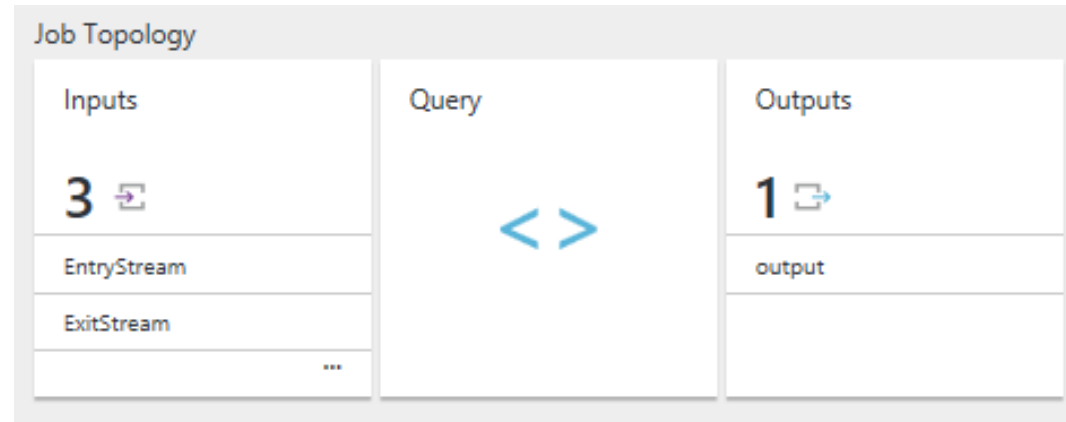 Job Topology
Inputs
3
EntryStream
ExitStream
...
Query
< >
Outputs
1
output